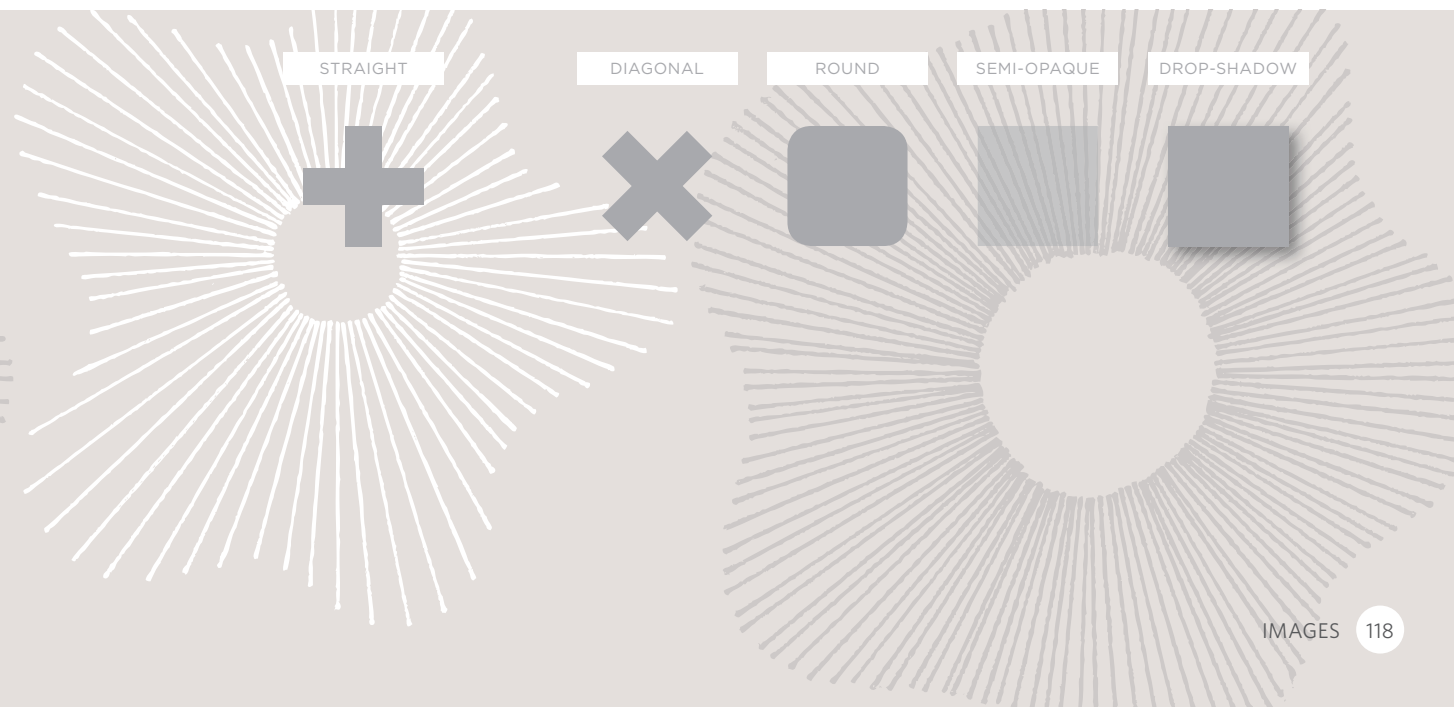 STRAIGHT
DIAGONAL
ROUND
SEMI-OPAQUE
DROP-SHADOW
IMAGES 118